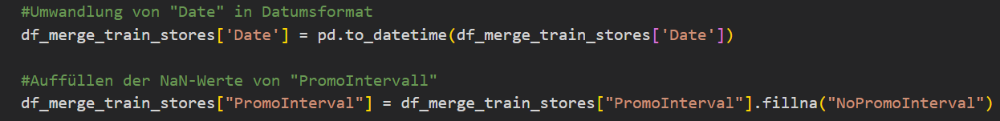 #Umwandlung von "Date" in Datumsformat
df_merge_train_stores['Date'] = pd.to_datetime(df_merge_train_stores['Date'])
#Auffüllen der NaN-Werte von "PromoIntervall"
df_merge_train_stores["PromoInterval"] = df_merge_train_stores["PromoInterval"].fillna("NoPromoInterval")